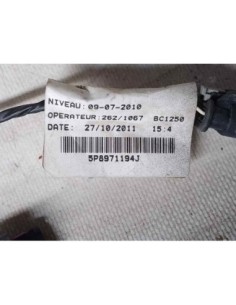 NIVEAU:09-07-2010
OPERATEUR:262/1067 BC1250
DATE: 27/10/2011 15:4
5P8971194J